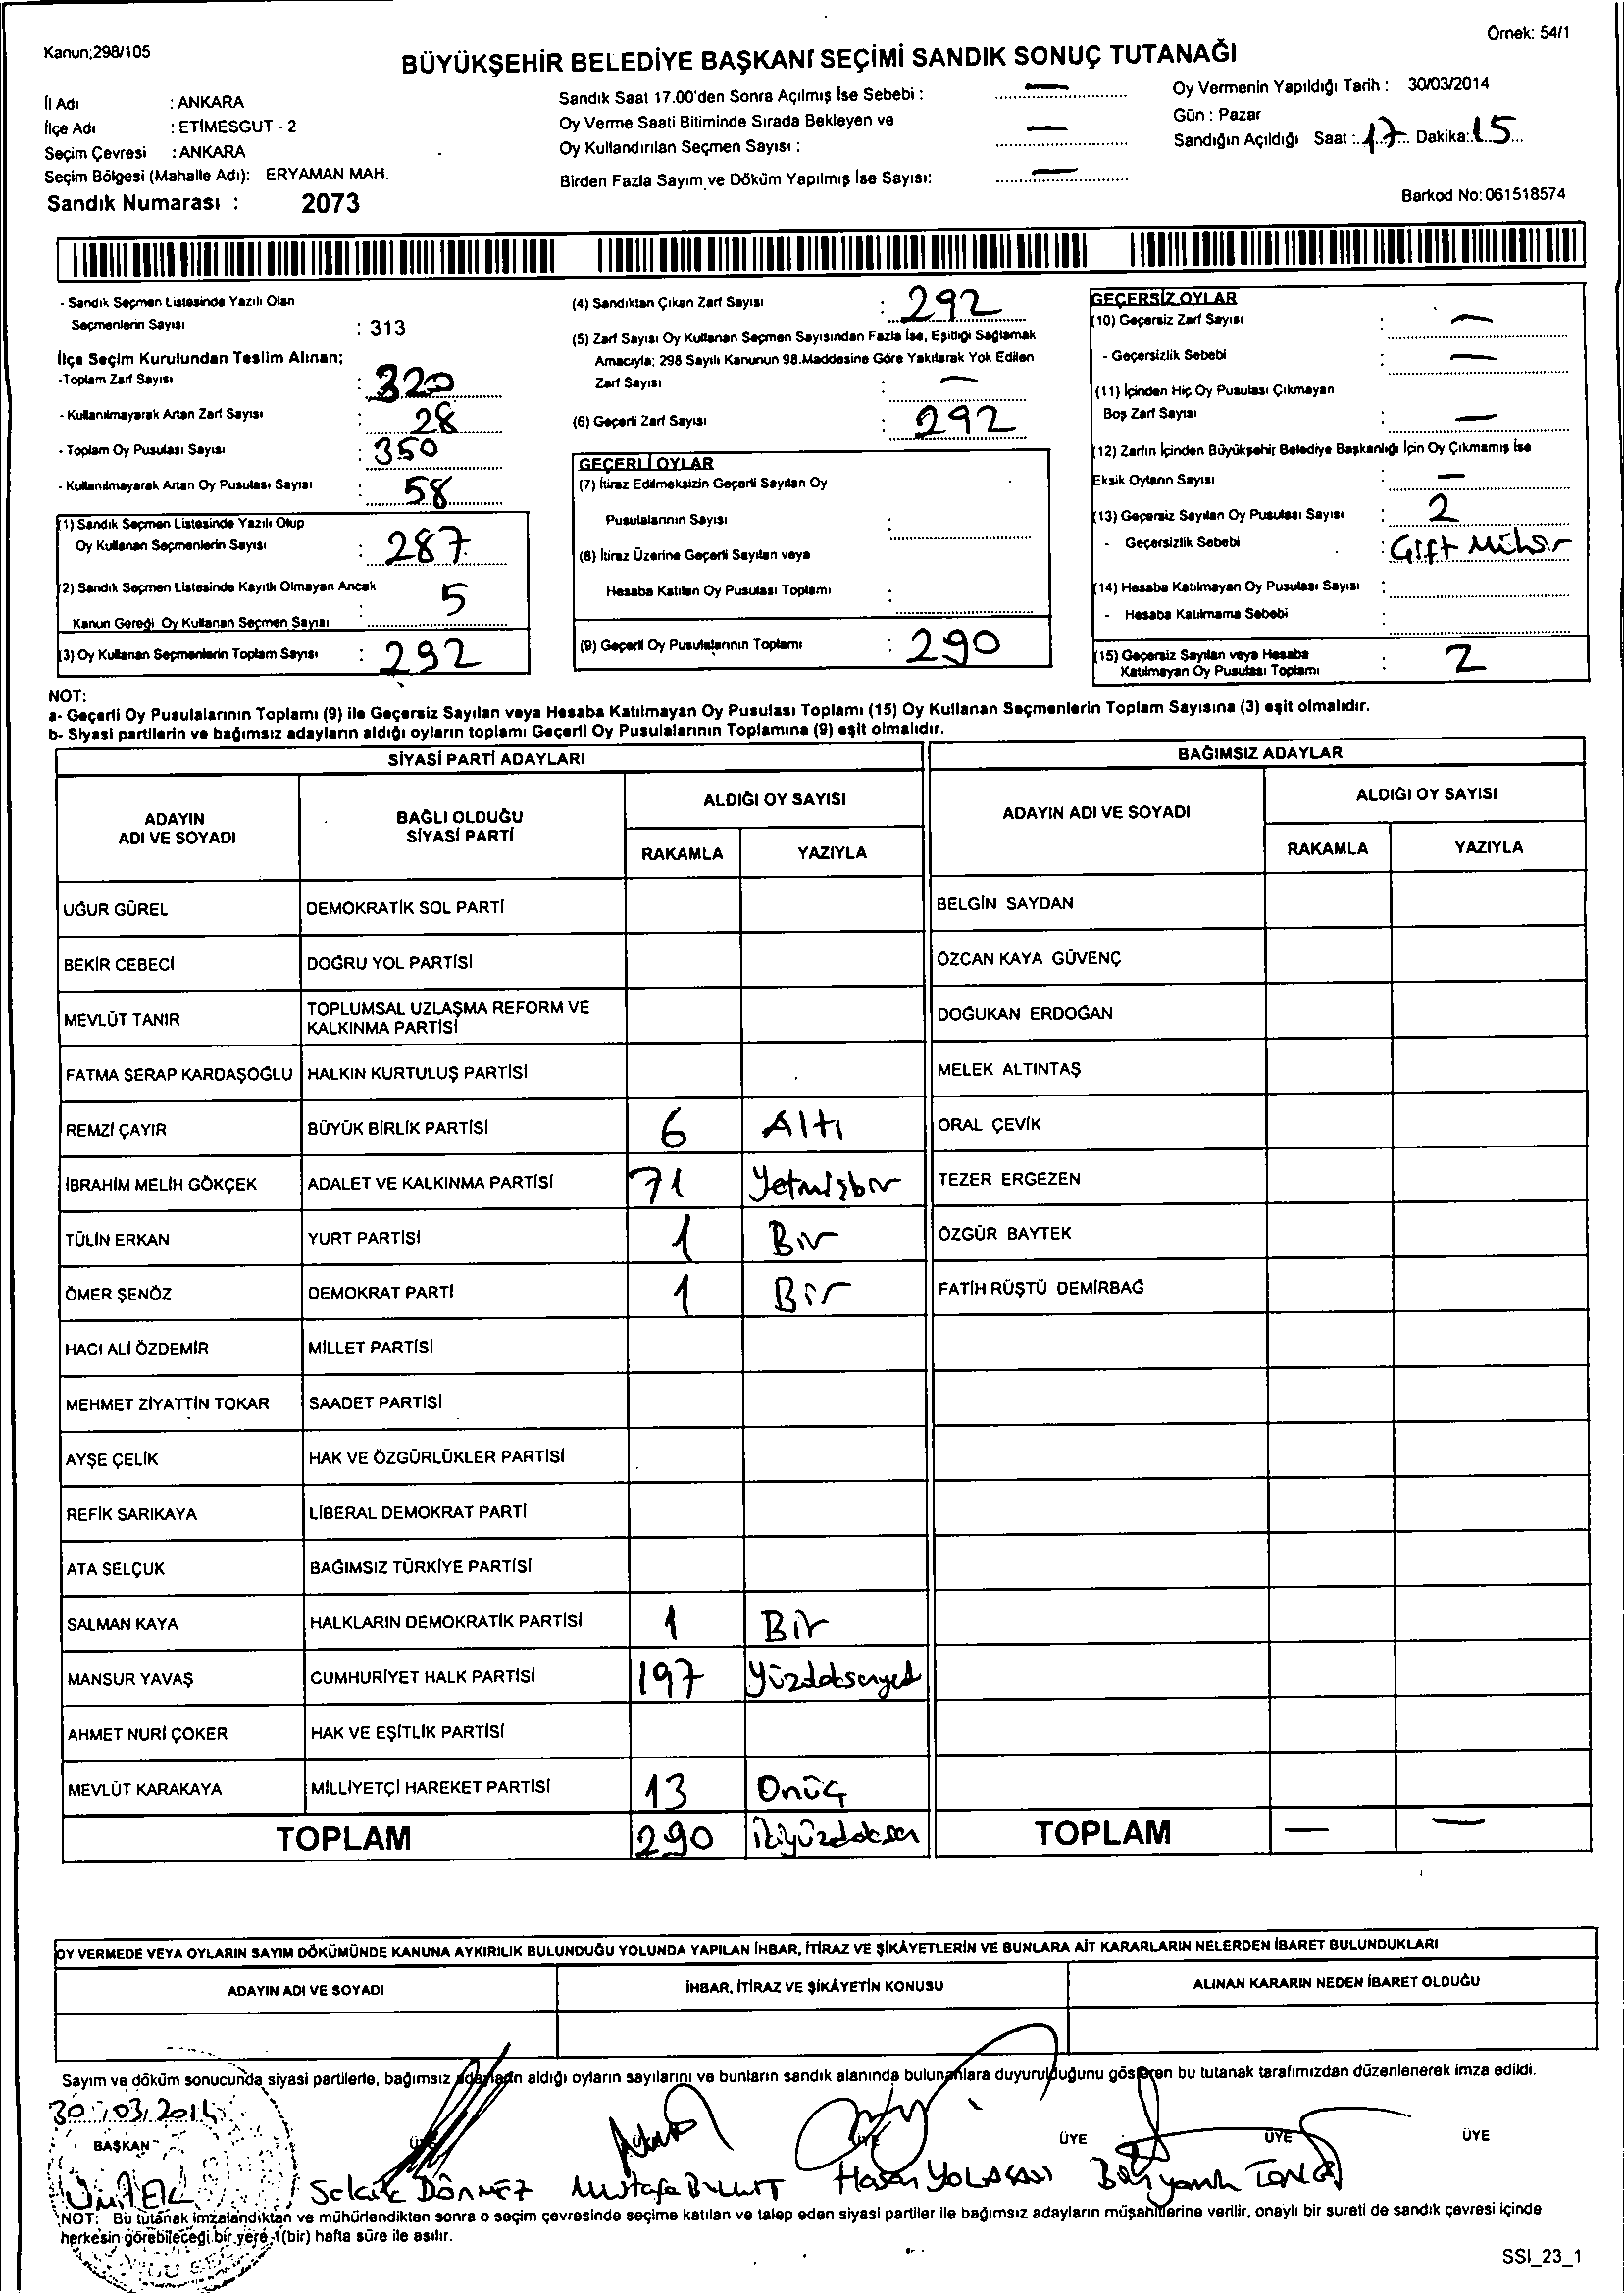 Kanun;298/105
Örnek: 54/1
BÜYÜKŞEHİR BELEDİYE BAŞKANI SEÇİMİ SANDIK SONUÇ TUTANAĞI
İl Adı : ANKARA
İlçe Adı : ETİMESGUT - 2
Seçim Çevresi : ANKARA
Seçim Bölgesi (Mahalle Adı): ERYAMAN MAH.
Sandık Numarası : 2073
Sandık Saat 17.00'den Sonra Açılmış İse Sebebi : —
Oy Verme Saati Bitiminde Sırada Bekleyen ve
Oy Kullandırılan Seçmen Sayısı : —
Birden Fazla Sayım ve Döküm Yapılmış İse Sayısı: —
Oy Vermenin Yapıldığı Tarih : 30/03/2014
Gün : Pazar
Sandığın Açıldığı Saat : 17 Dakika: 15
Barkod No: 061518574
- Sandık Seçmen Listesinde Yazılı Olan
Seçmenlerin Sayısı : 313
İlçe Seçim Kurulundan Teslim Alınan;
-Toplam Zarf Sayısı : 320
- Kullanılmayarak Artan Zarf Sayısı : 28
- Toplam Oy Pusulası Sayısı : 350
- Kullanılmayarak Artan Oy Pusulası Sayısı : 58
(1) Sandık Seçmen Listesinde Yazılı Olup
Oy Kullanan Seçmenlerin Sayısı : 287
(2) Sandık Seçmen Listesinde Kayıtlı Olmayan Ancak
Kanun Gereği Oy Kullanan Seçmen Sayısı : 5
(3) Oy Kullanan Seçmenlerin Toplam Sayısı : 292
(4) Sandıktan Çıkan Zarf Sayısı : 292
(5) Zarf Sayısı Oy Kullanan Seçmen Sayısından Fazla İse, Eşitliği Sağlamak
Amacıyla; 298 Sayılı Kanunun 98.Maddesine Göre Yakılarak Yok Edilen
Zarf Sayısı : —
(6) Geçerli Zarf Sayısı : 292
GEÇERLİ OYLAR
(7) İtiraz Edilmeksizin Geçerli Sayılan Oy
Pusulalarının Sayısı :
(8) İtiraz Üzerine Geçerli Sayılan veya
Hesaba Katılan Oy Pusulası Toplamı :
(9) Geçerli Oy Pusulalarının Toplamı : 290
GEÇERSİZ OYLAR
(10) Geçersiz Zarf Sayısı : —
- Geçersizlik Sebebi : —
(11) İçinden Hiç Oy Pusulası Çıkmayan
Boş Zarf Sayısı : —
(12) Zarfın İçinden Büyükşehir Belediye Başkanlığı İçin Oy Çıkmamış İse
Eksik Oyların Sayısı : —
(13) Geçersiz Sayılan Oy Pusulası Sayısı : 2
- Geçersizlik Sebebi : Çift Mühür
(14) Hesaba Katılmayan Oy Pusulası Sayısı :
- Hesaba Katılmama Sebebi :
(15) Geçersiz Sayılan veya Hesaba
Katılmayan Oy Pusulası Toplamı : 2
NOT:
a- Geçerli Oy Pusulalarının Toplamı (9) ile Geçersiz Sayılan veya Hesaba Katılmayan Oy Pusulası Toplamı (15) Oy Kullanan Seçmenlerin Toplam Sayısına (3) eşit olmalıdır.
b- Siyasi partilerin ve bağımsız adayların aldığı oyların toplamı Geçerli Oy Pusulalarının Toplamına (9) eşit olmalıdır.
SİYASİ PARTİ ADAYLARI
BAĞIMSIZ ADAYLAR
ADAYIN
ADI VE SOYADI
BAĞLI OLDUĞU
SİYASİ PARTİ
ALDIĞI OY SAYISI
RAKAMLA YAZIYLA
ADAYIN ADI VE SOYADI
ALDIĞI OY SAYISI
RAKAMLA YAZIYLA
UĞUR GÜREL DEMOKRATİK SOL PARTİ BELGİN SAYDAN
BEKİR CEBECİ DOĞRU YOL PARTİSİ ÖZCAN KAYA GÜVENÇ
MEVLÜT TANIR TOPLUMSAL UZLAŞMA REFORM VE
KALKINMA PARTİSİ DOĞUKAN ERDOĞAN
FATMA SERAP KARDAŞOĞLU HALKIN KURTULUŞ PARTİSİ MELEK ALTINTAŞ
REMZİ ÇAYIR BÜYÜK BİRLİK PARTİSİ 6 Altı ORAL ÇEVİK
İBRAHİM MELİH GÖKÇEK ADALET VE KALKINMA PARTİSİ 71 Yetmişbir TEZER ERGEZEN
TÜLİN ERKAN YURT PARTİSİ 1 Bir ÖZGÜR BAYTEK
ÖMER ŞENÖZ DEMOKRAT PARTİ 1 Bir FATİH RÜŞTÜ DEMİRBAĞ
HACI ALİ ÖZDEMİR MİLLET PARTİSİ
MEHMET ZİYATTİN TOKAR SAADET PARTİSİ
AYŞE ÇELİK HAK VE ÖZGÜRLÜKLER PARTİSİ
REFİK SARIKAYA LİBERAL DEMOKRAT PARTİ
ATA SELÇUK BAĞIMSIZ TÜRKİYE PARTİSİ
SALMAN KAYA HALKLARIN DEMOKRATİK PARTİSİ 1 Bir
MANSUR YAVAŞ CUMHURİYET HALK PARTİSİ 197 Yüzdoksanyedi
AHMET NURİ ÇOKER HAK VE EŞİTLİK PARTİSİ
MEVLÜT KARAKAYA MİLLİYETÇİ HAREKET PARTİSİ 13 Onüç
TOPLAM 290 İkiyüzdoksan TOPLAM — —
OY VERMEDE VEYA OYLARIN SAYIM DÖKÜMÜNDE KANUNA AYKIRILIK BULUNDUĞU YOLUNDA YAPILAN İHBAR, İTİRAZ VE ŞİKÂYETLERİN VE BUNLARA AİT KARARLARIN NELERDEN İBARET BULUNDUKLARI
ADAYIN ADI VE SOYADI İHBAR, İTİRAZ VE ŞİKÂYETİN KONUSU ALINAN KARARIN NEDEN İBARET OLDUĞU
Sayım ve döküm sonucunda siyasi partilerle, bağımsız adayların aldığı oyların sayılarını ve bunların sandık alanında bulunanlara duyurulduğunu gösteren bu tutanak tarafımızdan düzenlenerek imza edildi.
30/03/2014
BAŞKAN ÜYE ÜYE ÜYE ÜYE ÜYE ÜYE
Selçuk DÖNMEZ Mustafa BULUT Hasan
NOT: Bu tutanak imzalandıktan ve mühürlendikten sonra o seçim çevresinde seçime katılan ve talep eden siyasi partiler ile bağımsız adayların müşahitlerine verilir, onaylı bir sureti de sandık çevresi içinde
herkesin görebileceği bir yere 1(bir) hafta süre ile asılır.
SSI_23_1